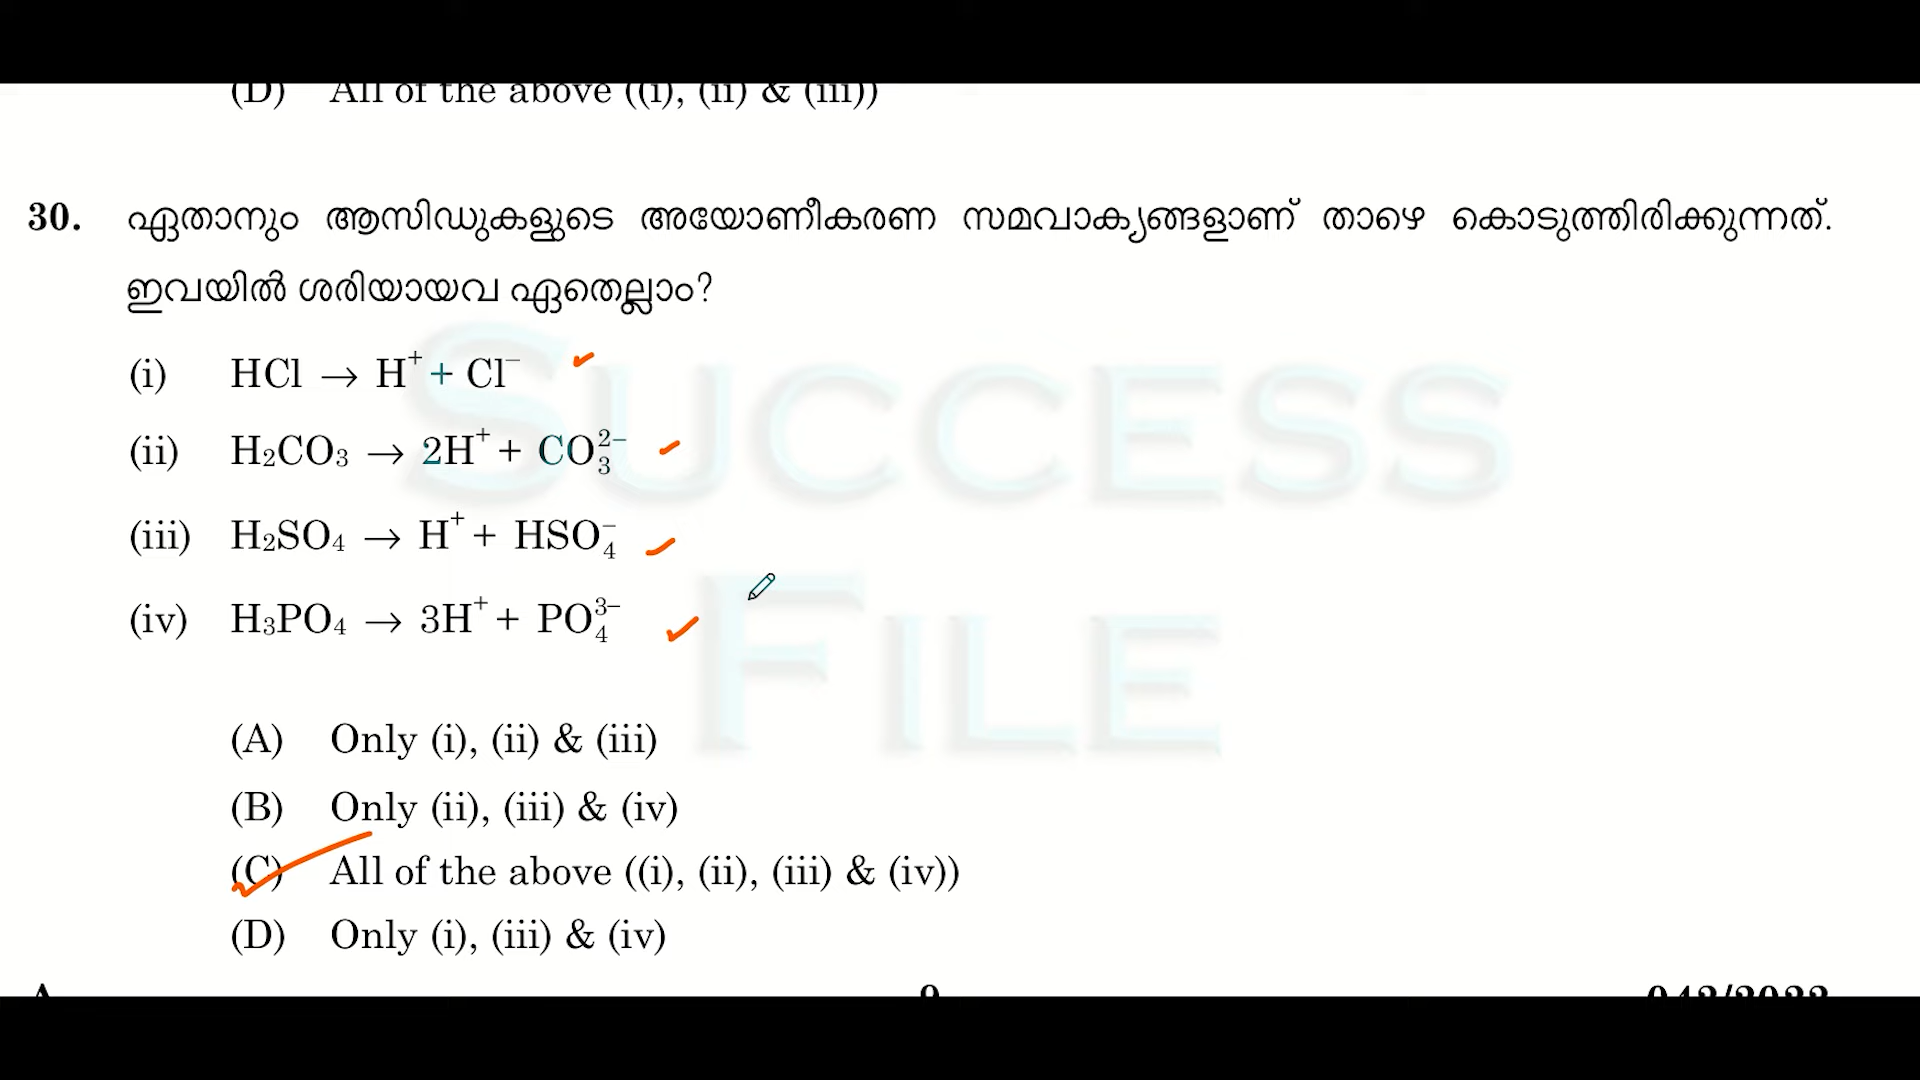 (D) All of the above ((i), (ii) & (iii))
30. ഏതാനും ആസിഡുകളുടെ അയോണീകരണ സമവാക്യങ്ങളാണ് താഴെ കൊടുത്തിരിക്കുന്നത്.
ഇവയിൽ ശരിയായവ ഏതെല്ലാം?
(i) HCl → H⁺ + Cl⁻
(ii) H₂CO₃ → 2H⁺ + CO₃²⁻
(iii) H₂SO₄ → H⁺ + HSO₄⁻
(iv) H₃PO₄ → 3H⁺ + PO₄³⁻
SUCCESS
FILE
(A) Only (i), (ii) & (iii)
(B) Only (ii), (iii) & (iv)
(C) All of the above ((i), (ii), (iii) & (iv))
(D) Only (i), (iii) & (iv)
A 9